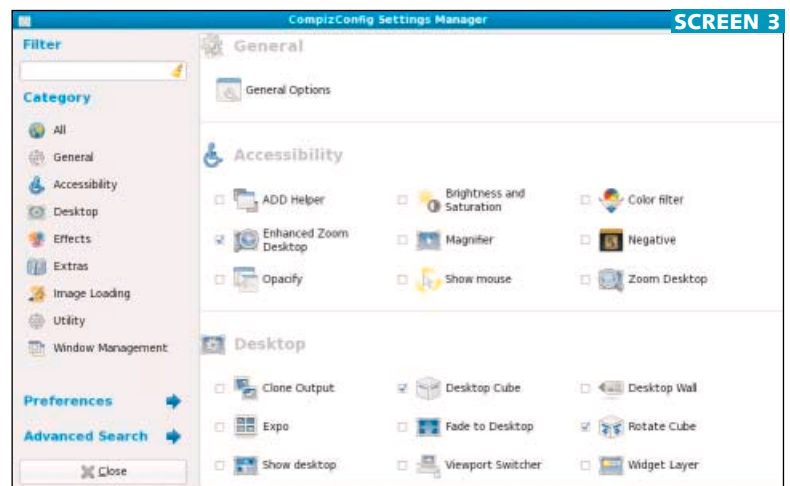 CompizConfig Settings Manager
SCREEN 3
Filter
Category
All
General
Accessibility
Desktop
Effects
Extras
Image Loading
Utility
Window Management
Preferences
Advanced Search
Close
General
General Options
Accessibility
ADD Helper
Brightness and
Saturation
Color filter
Enhanced Zoom
Desktop
Magnifier
Negative
Opacify
Show mouse
Zoom Desktop
Desktop
Clone Output
Desktop Cube
Desktop Wall
Expo
Fade to Desktop
Rotate Cube
Show desktop
Viewport Switcher
Widget Layer